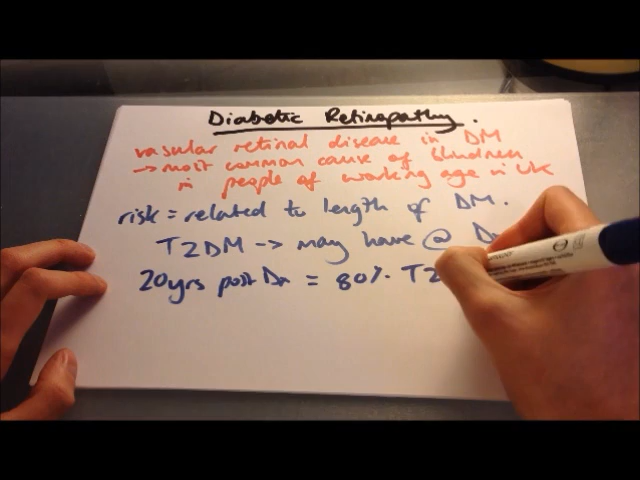 Diabetic Retinopathy.
vascular retinal disease in DM
→ most common cause of blindness
in people of working age in UK
risk = related to length of DM.
T2DM -> may have @ D
20yrs post Dx = 80% T2